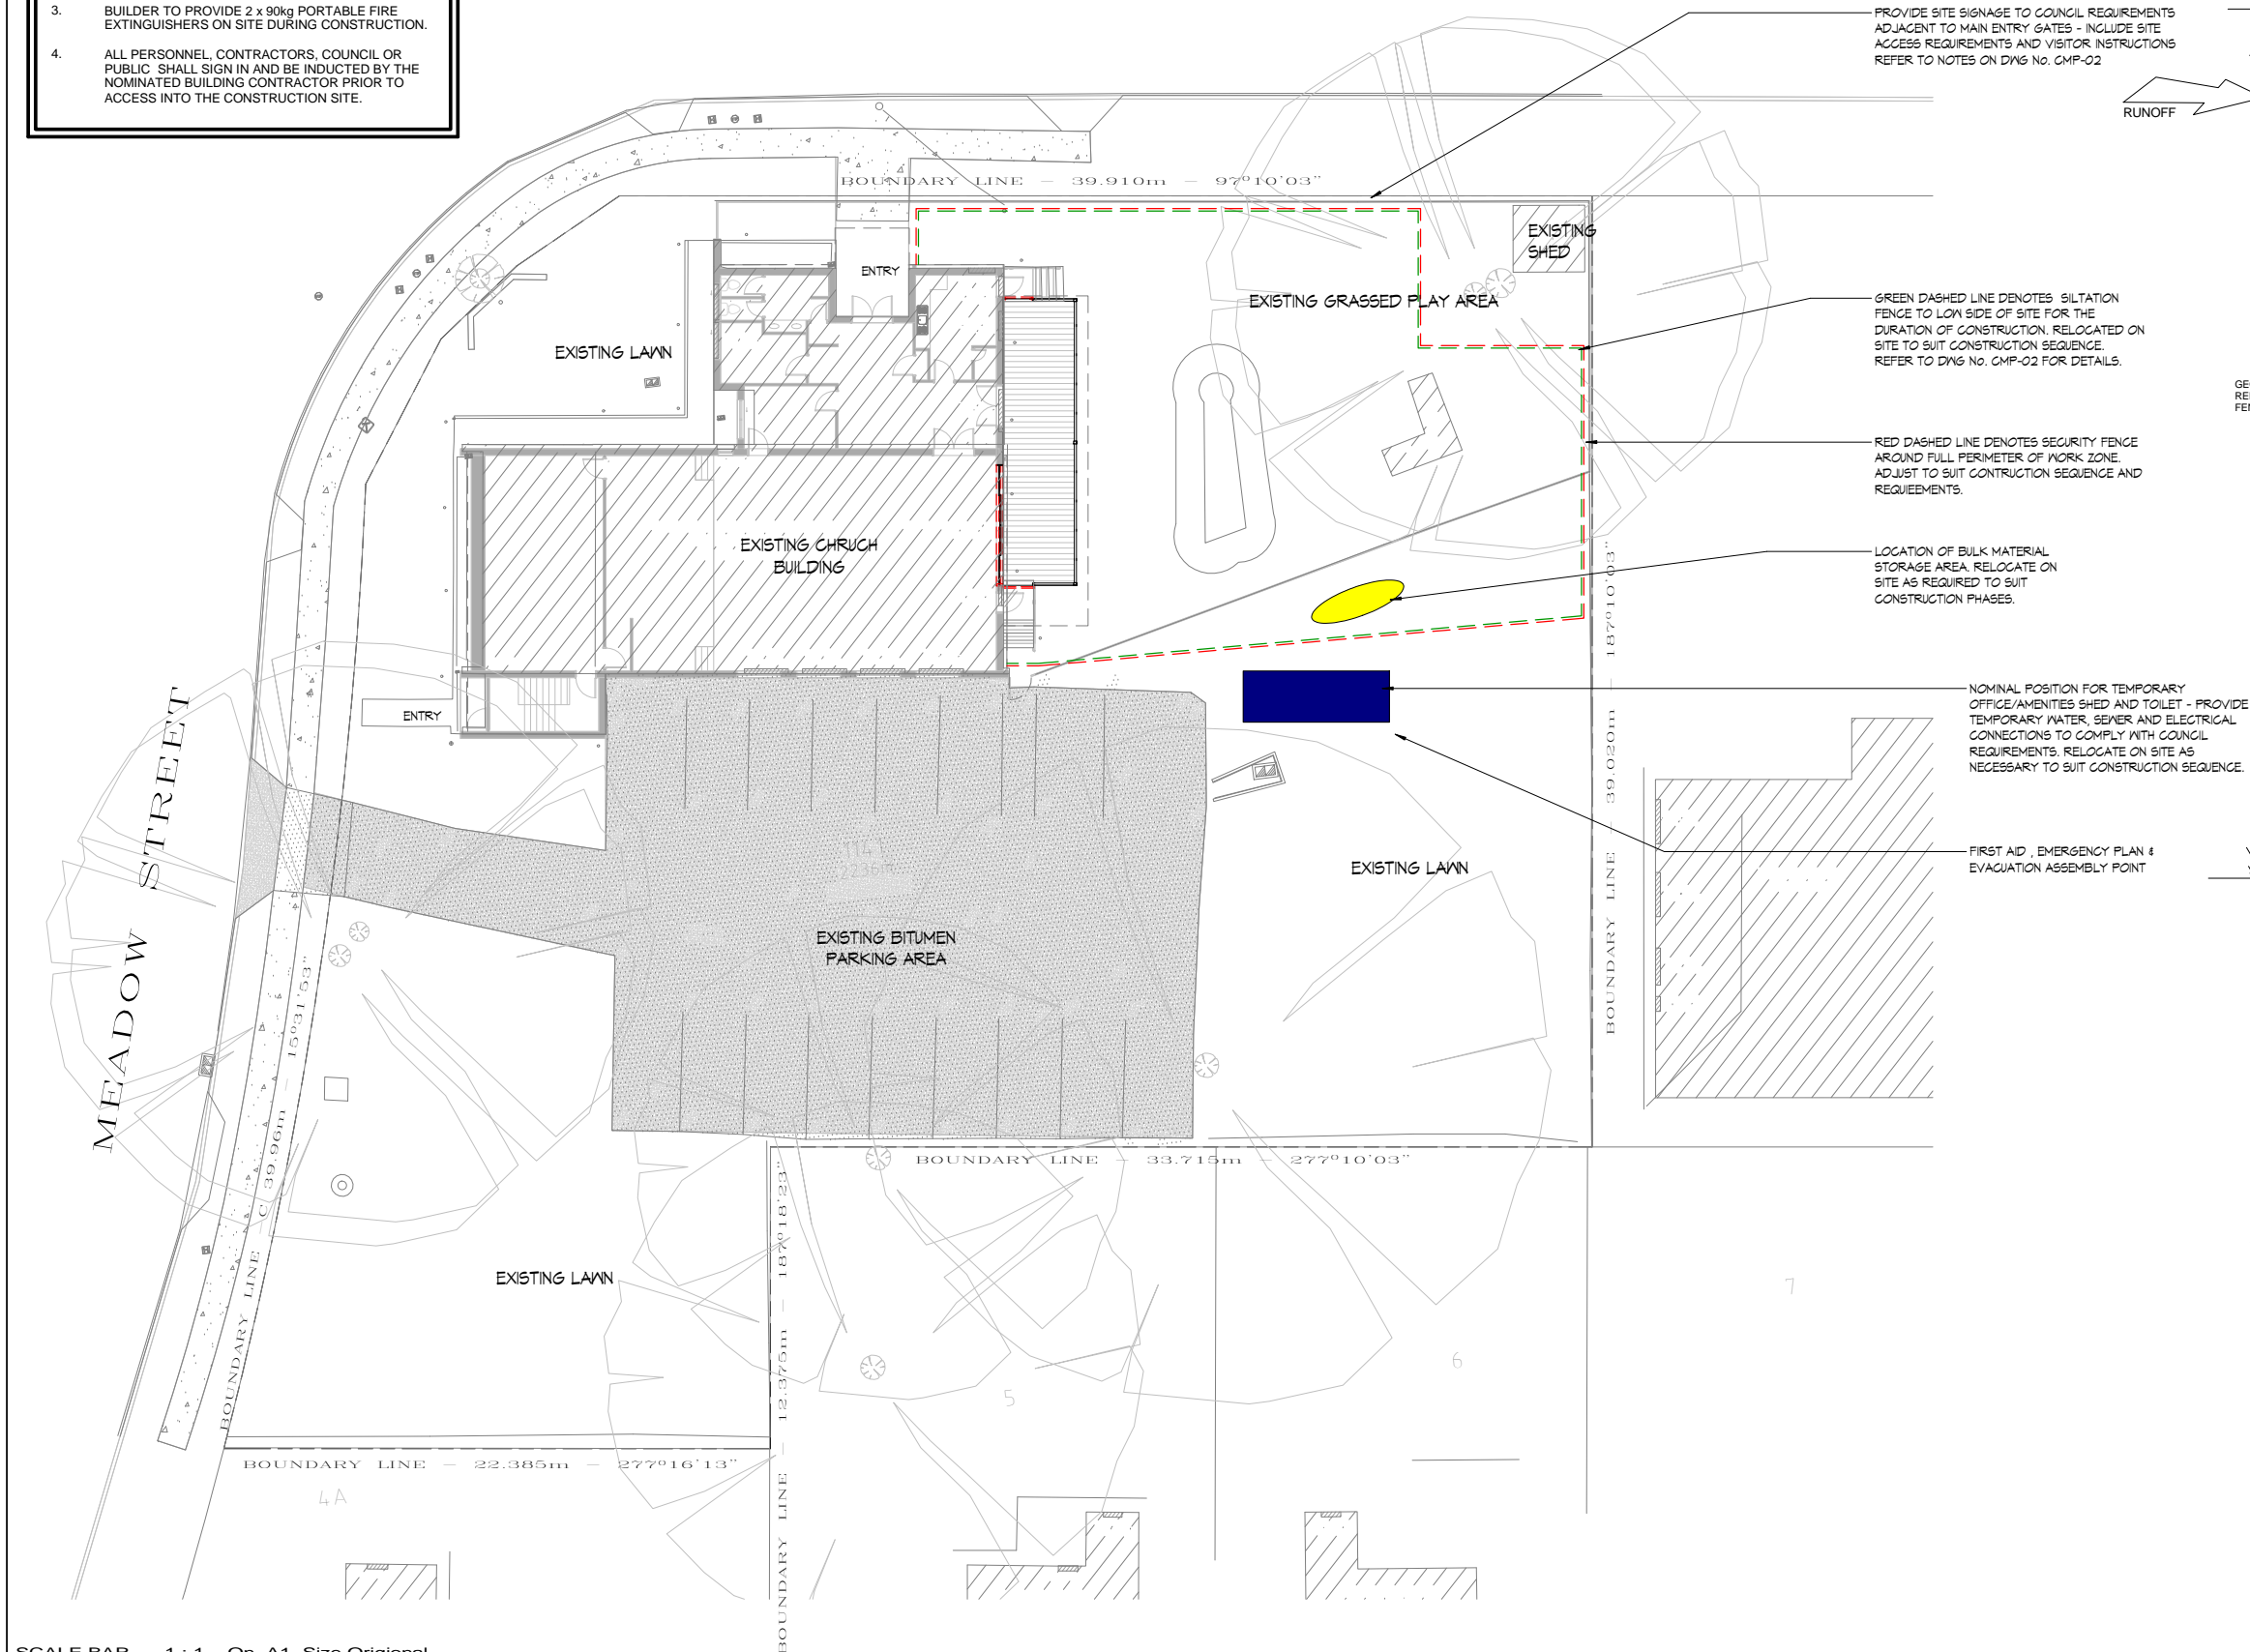 3. BUILDER TO PROVIDE 2 x 90kg PORTABLE FIRE
EXTINGUISHERS ON SITE DURING CONSTRUCTION.
4. ALL PERSONNEL, CONTRACTORS, COUNCIL OR
PUBLIC SHALL SIGN IN AND BE INDUCTED BY THE
NOMINATED BUILDING CONTRACTOR PRIOR TO
ACCESS INTO THE CONSTRUCTION SITE.
PROVIDE SITE SIGNAGE TO COUNCIL REQUIREMENTS
ADJACENT TO MAIN ENTRY GATES - INCLUDE SITE
ACCESS REQUIREMENTS AND VISITOR INSTRUCTIONS
REFER TO NOTES ON DWG No. CMP-02
RUNOFF
BOUNDARY LINE - 39.910m - 97°10'03"
EXISTING
SHED
ENTRY
EXISTING GRASSED PLAY AREA
EXISTING LAWN
GREEN DASHED LINE DENOTES SILTATION
FENCE TO LOW SIDE OF SITE FOR THE
DURATION OF CONSTRUCTION. RELOCATED ON
SITE TO SUIT CONSTRUCTION SEQUENCE.
REFER TO DWG No. CMP-02 FOR DETAILS.
RED DASHED LINE DENOTES SECURITY FENCE
AROUND FULL PERIMETER OF WORK ZONE.
ADJUST TO SUIT CONTRUCTION SEQUENCE AND
REQUIEEMENTS.
EXISTING CHRUCH
BUILDING
LOCATION OF BULK MATERIAL
STORAGE AREA. RELOCATE ON
SITE AS REQUIRED TO SUIT
CONSTRUCTION PHASES.
BOUNDARY LINE - 39.020m - 187°10'03"
NOMINAL POSITION FOR TEMPORARY
OFFICE/AMENITIES SHED AND TOILET - PROVIDE
TEMPORARY WATER, SEWER AND ELECTRICAL
CONNECTIONS TO COMPLY WITH COUNCIL
REQUIREMENTS. RELOCATE ON SITE AS
NECESSARY TO SUIT CONSTRUCTION SEQUENCE.
ENTRY
MEADOW STREET
FIRST AID , EMERGENCY PLAN &
EVACUATION ASSEMBLY POINT
EXISTING LAWN
EXISTING BITUMEN
PARKING AREA
BOUNDARY LINE - C 39.96m - 15°31'53"
BOUNDARY LINE - 33.715m - 277°10'03"
BOUNDARY LINE - 12.375m - 187°18'23"
EXISTING LAWN
7
6
5
BOUNDARY LINE - 22.385m - 277°16'13"
4A
SCALE BAR 1 : 1 On A1 Size Origional